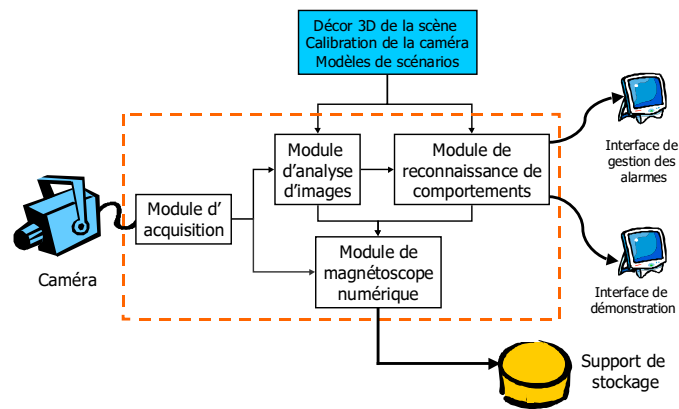 Décor 3D de la scène
Calibration de la caméra
Modèles de scénarios
Module
d'analyse
d'images
Module de
reconnaissance de
comportements
Interface de
gestion des
alarmes
Module d'
acquisition
Caméra
Module de
magnétoscope
numérique
Interface de
démonstration
Support de
stockage